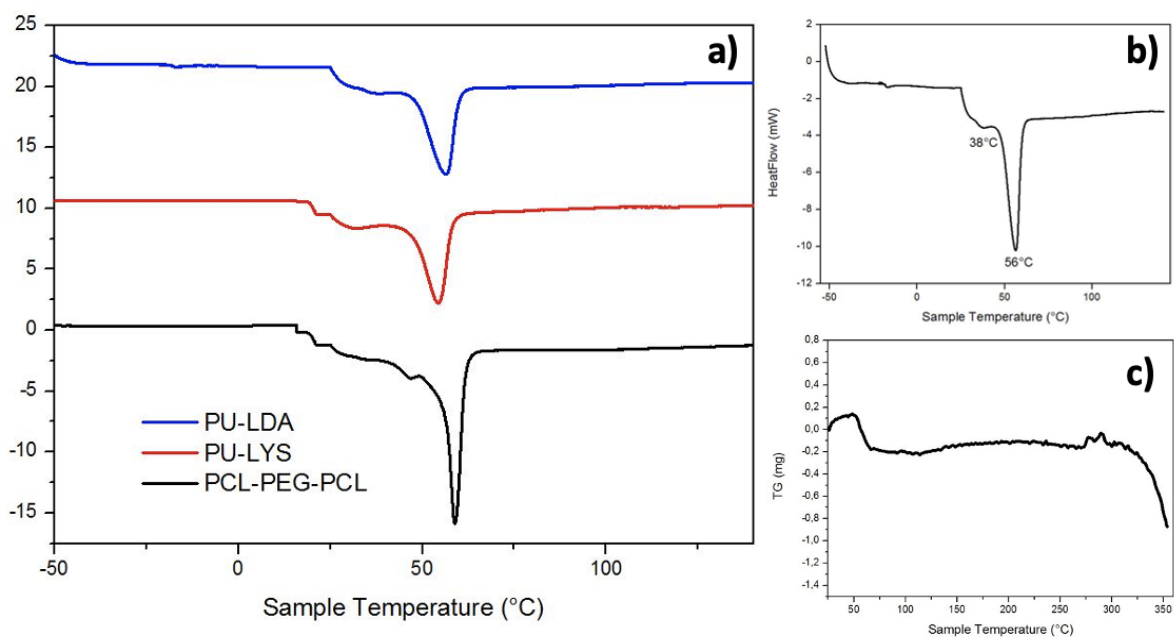 a)
25
20
15
10
5
0
-5
-10
-15
PU-LDA
PU-LYS
PCL-PEG-PCL
-50 0 50 100
Sample Temperature (°C)
b)
HeatFlow (mW)
2
0
-2
-4
-6
-8
-10
-12
38°C
56°C
-50 0 50 100
Sample Temperature (°C)
c)
TG (mg)
0,8
0,6
0,4
0,2
0,0
-0,2
-0,4
-0,6
-0,8
-1,0
-1,2
-1,4
50 100 150 200 250 300 350
Sample Temperature (°C)